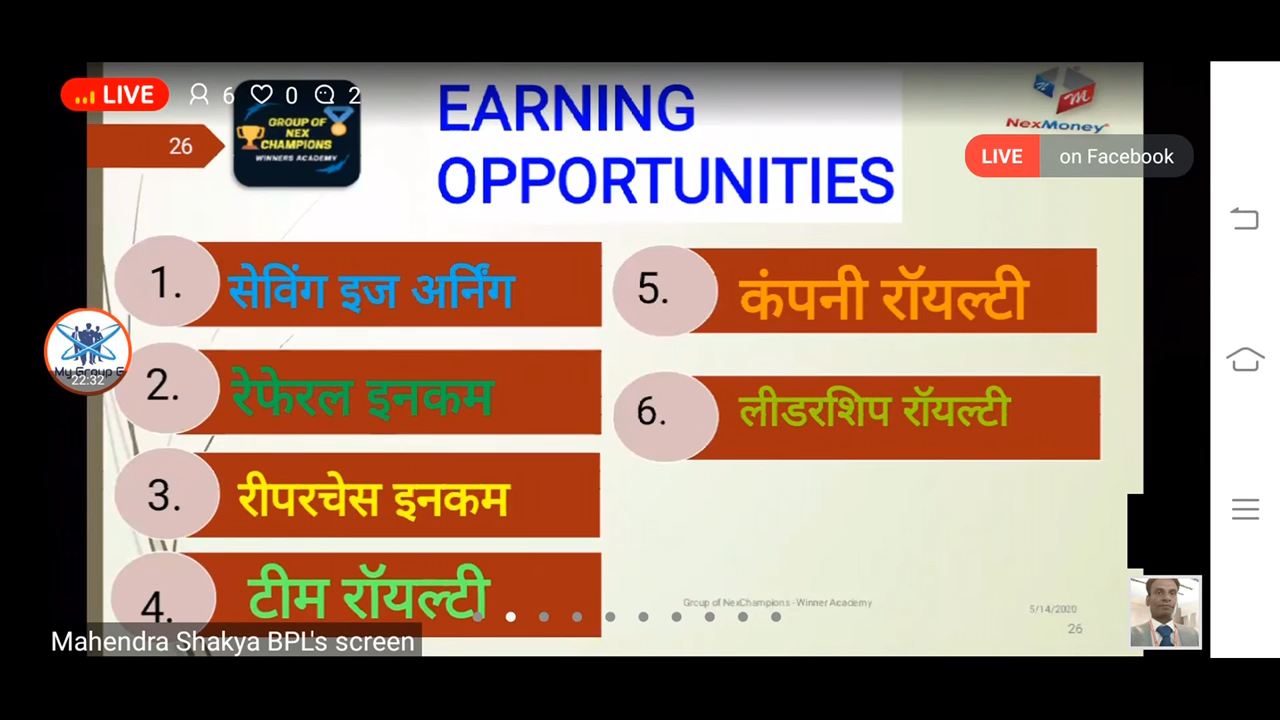 LIVE 6 0 2
26
GROUP OF
NEX
CHAMPIONS
WINNERS ACADEMY
EARNING
OPPORTUNITIES
NexMoney
LIVE on Facebook
1. सेविंग इज अर्निंग
2. रेफेरल इनकम
3. रीपरचेस इनकम
4. टीम रॉयल्टी
5. कंपनी रॉयल्टी
6. लीडरशिप रॉयल्टी
My Group
22:32
Group of NexChampions - Winner Academy
5/14/2020
26
Mahendra Shakya BPL's screen